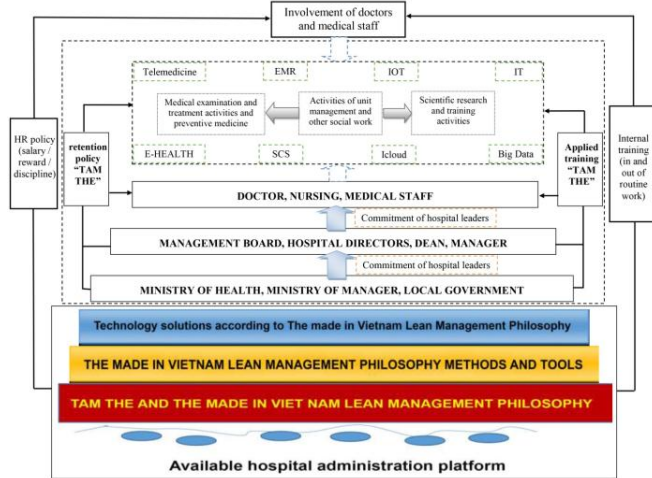 Involvement of doctors
and medical staff
Telemedicine
EMR
IOT
IT
Medical examination and
treatment activities and
preventive medicine
Activities of unit
management and
other social work
Scientific research
and training
activities
E-HEALTH
SCS
Icloud
Big Data
HR policy
(salary /
reward /
discipline)
retention
policy
“TAM
THE”
Applied
training
“TAM
THE”
Internal
training
(in and
out of
routine
work)
DOCTOR, NURSING, MEDICAL STAFF
Commitment of hospital leaders
MANAGEMENT BOARD, HOSPITAL DIRECTORS, DEAN, MANAGER
Commitment of hospital leaders
MINISTRY OF HEALTH, MINISTRY OF MANAGER, LOCAL GOVERNMENT
Technology solutions according to The made in Vietnam Lean Management Philosophy
THE MADE IN VIETNAM LEAN MANAGEMENT PHILOSOPHY METHODS AND TOOLS
TAM THE AND THE MADE IN VIET NAM LEAN MANAGEMENT PHILOSOPHY
Available hospital administration platform